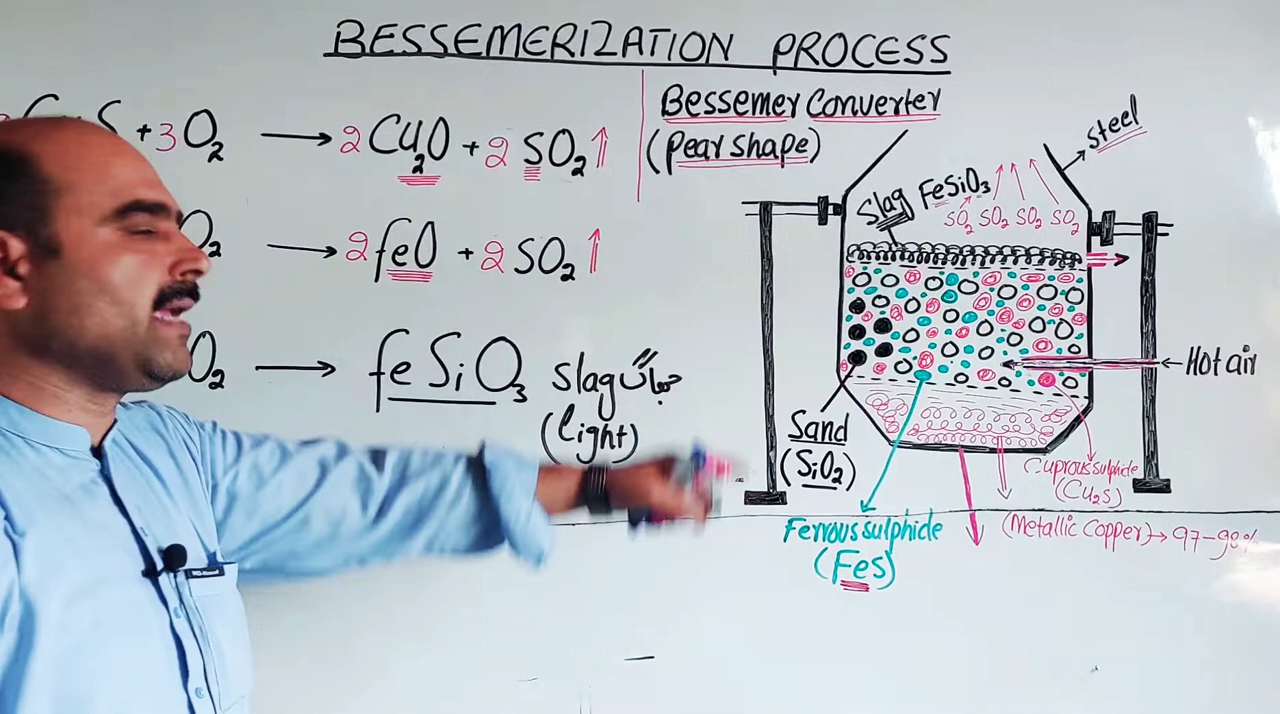 BESSEMERIZATION PROCESS
+ 3O₂ → 2Cu₂O + 2SO₂↑
O₂ → 2feO + 2SO₂↑
O₂ → feSiO₃ slag
(light)
Bessemer Converter
(Pear shape)
Steel
Slag FeSiO₃
SO₂ SO₂ SO₂ SO₂
Hot air
Sand
(SiO₂)
Cuprous sulphide
(Cu₂S)
Ferrous sulphide
(FeS)
(Metallic copper) → 97-98%